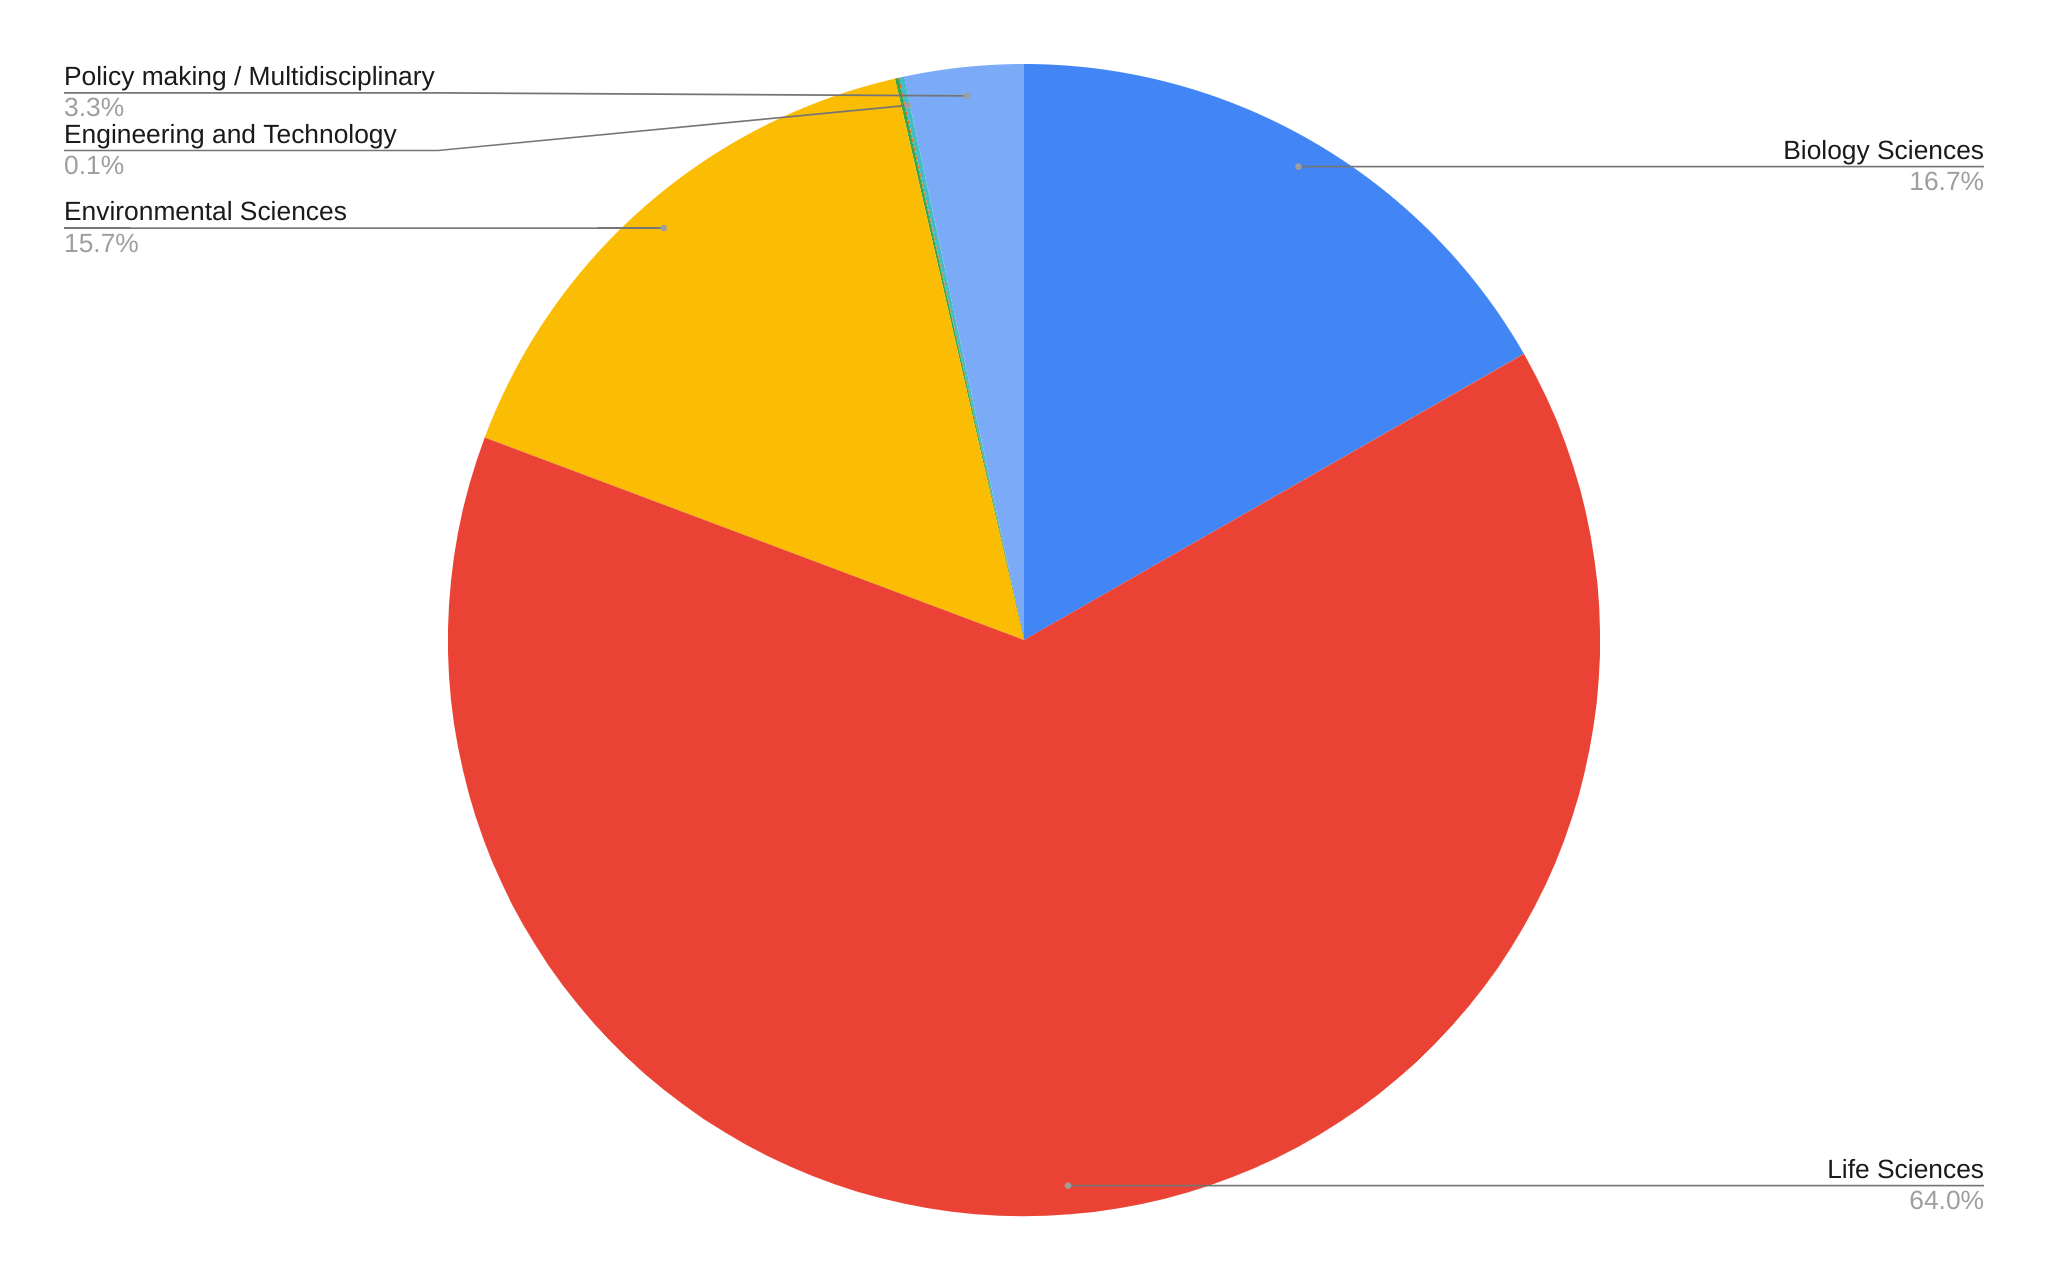 Policy making / Multidisciplinary
3.3%
Engineering and Technology
0.1%
Environmental Sciences
15.7%
Biology Sciences
16.7%
Life Sciences
64.0%